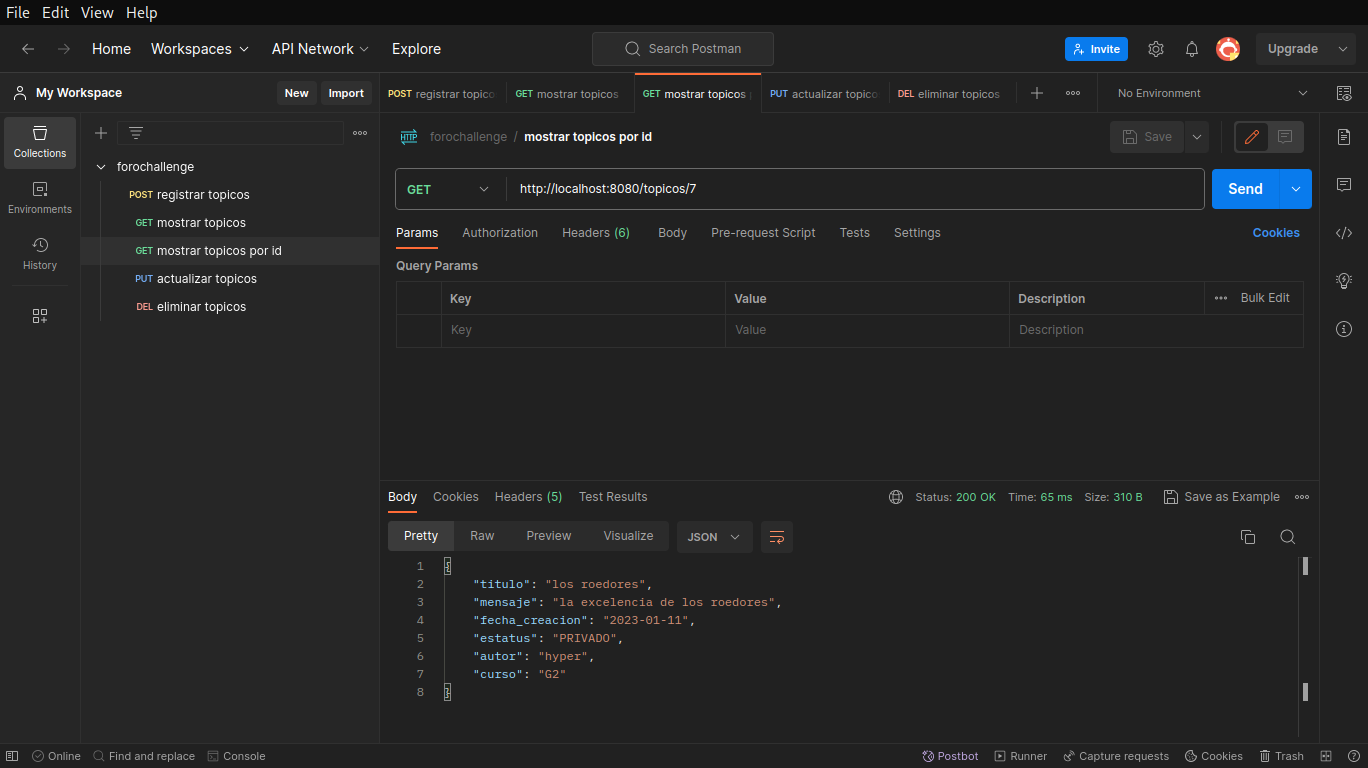 File Edit View Help
Home Workspaces API Network Explore Search Postman Invite Upgrade
My Workspace New Import
POST registrar topico GET mostrar topicos GET mostrar topicos PUT actualizar topico DEL eliminar topicos No Environment
Collections
Environments
History
forochallenge
POST registrar topicos
GET mostrar topicos
GET mostrar topicos por id
PUT actualizar topicos
DEL eliminar topicos
HTTP forochallenge / mostrar topicos por id Save
GET http://localhost:8080/topicos/7 Send
Params Authorization Headers (6) Body Pre-request Script Tests Settings Cookies
Query Params
Key Value Description Bulk Edit
Key Value Description
Body Cookies Headers (5) Test Results Status: 200 OK Time: 65 ms Size: 310 B Save as Example
Pretty Raw Preview Visualize JSON
1 {
2 "titulo": "los roedores",
3 "mensaje": "la excelencia de los roedores",
4 "fecha_creacion": "2023-01-11",
5 "estatus": "PRIVADO",
6 "autor": "hyper",
7 "curso": "G2"
8 }
Online Find and replace Console Postbot Runner Capture requests Cookies Trash